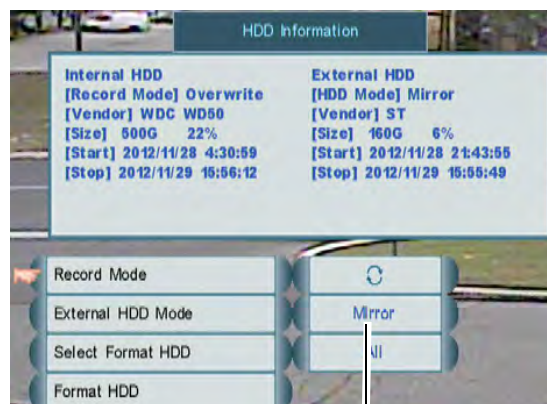 HDD Information
Internal HDD
[Record Mode] Overwrite
[Vendor] WDC WD50
[Size] 500G 22%
[Start] 2012/11/28 4:30:59
[Stop] 2012/11/29 15:56:12
External HDD
[HDD Mode] Mirror
[Vendor] ST
[Size] 160G 6%
[Start] 2012/11/28 21:43:55
[Stop] 2012/11/29 15:55:49
Record Mode
External HDD Mode Mirror
Select Format HDD All
Format HDD